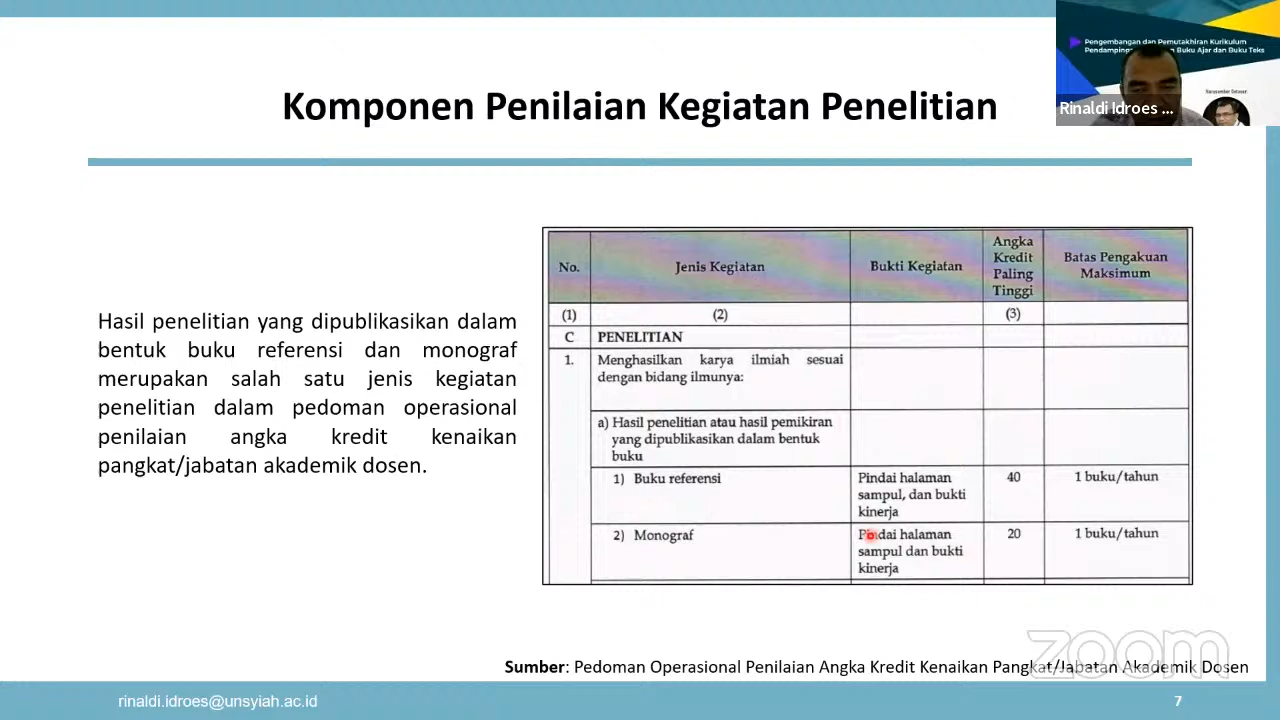 Komponen Penilaian Kegiatan Penelitian
Pengembangan dan Pemutakhiran Kurikulum
Buku Ajar dan Buku Teks
Rinaldi Idroes ...
Hasil penelitian yang dipublikasikan dalam
bentuk buku referensi dan monograf
merupakan salah satu jenis kegiatan
penelitian dalam pedoman operasional
penilaian angka kredit kenaikan
pangkat/jabatan akademik dosen.
No.
Jenis Kegiatan
Bukti Kegiatan
Angka
Kredit
Paling
Tinggi
Batas Pengakuan
Maksimum
(1)
(2)
(3)
C
PENELITIAN
1.
Menghasilkan karya ilmiah sesuai
dengan bidang ilmunya:
a) Hasil penelitian atau hasil pemikiran
yang dipublikasikan dalam bentuk
buku
1) Buku referensi
Pindai halaman
sampul, dan bukti
kinerja
40
1 buku/tahun
2) Monograf
Pindai halaman
sampul dan bukti
kinerja
20
1 buku/tahun
zoom
Sumber: Pedoman Operasional Penilaian Angka Kredit Kenaikan Pangkat/Jabatan Akademik Dosen
rinaldi.idroes@unsyiah.ac.id
7